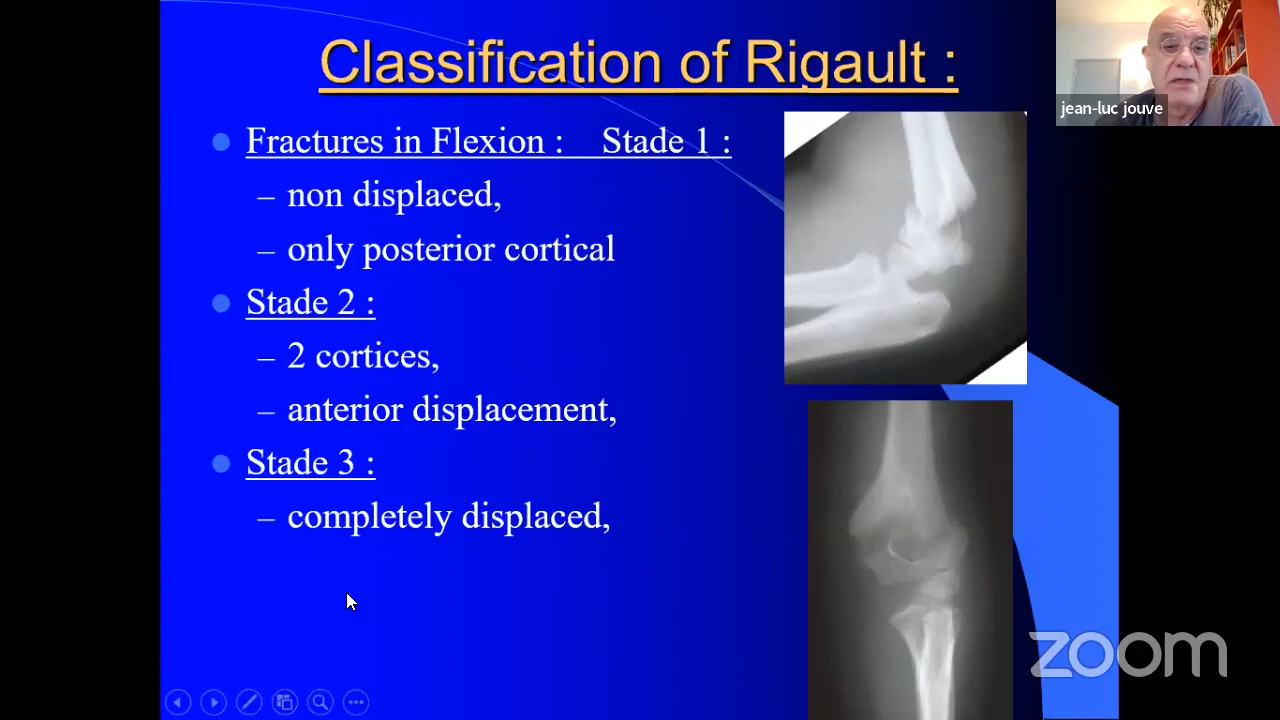 Classification of Rigault :
jean-luc jouve
Fractures in Flexion : Stade 1 :
– non displaced,
– only posterior cortical
Stade 2 :
– 2 cortices,
– anterior displacement,
Stade 3 :
– completely displaced,
zoom